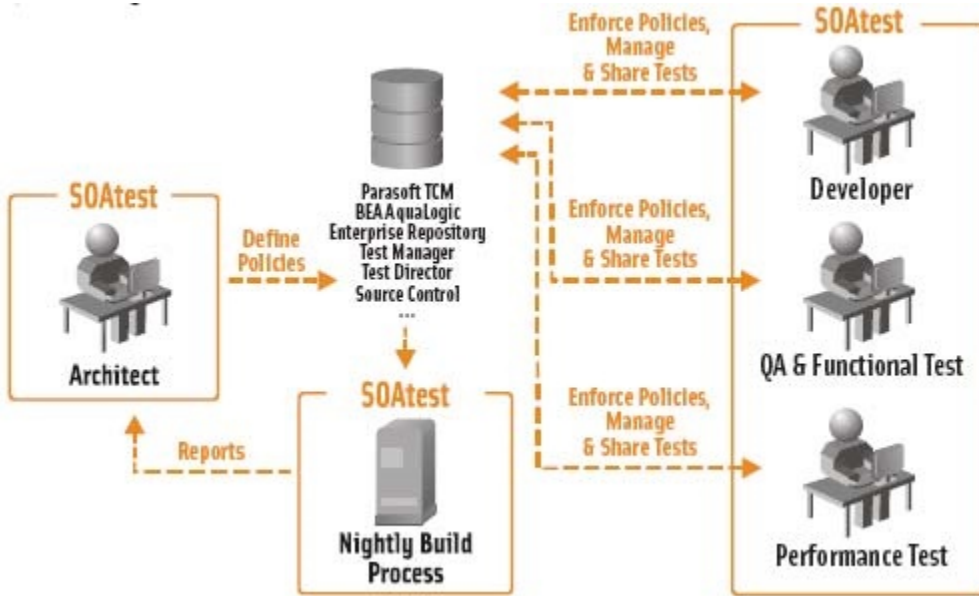 SOAtest
Architect
Define
Policies
Parasoft TCM
BEA AquaLogic
Enterprise Repository
Test Manager
Test Director
Source Control
...
SOAtest
Nightly Build
Process
Reports
Enforce Policies,
Manage
& Share Tests
Enforce Policies,
Manage
& Share Tests
Enforce Policies,
Manage
& Share Tests
SOAtest
Developer
QA & Functional Test
Performance Test